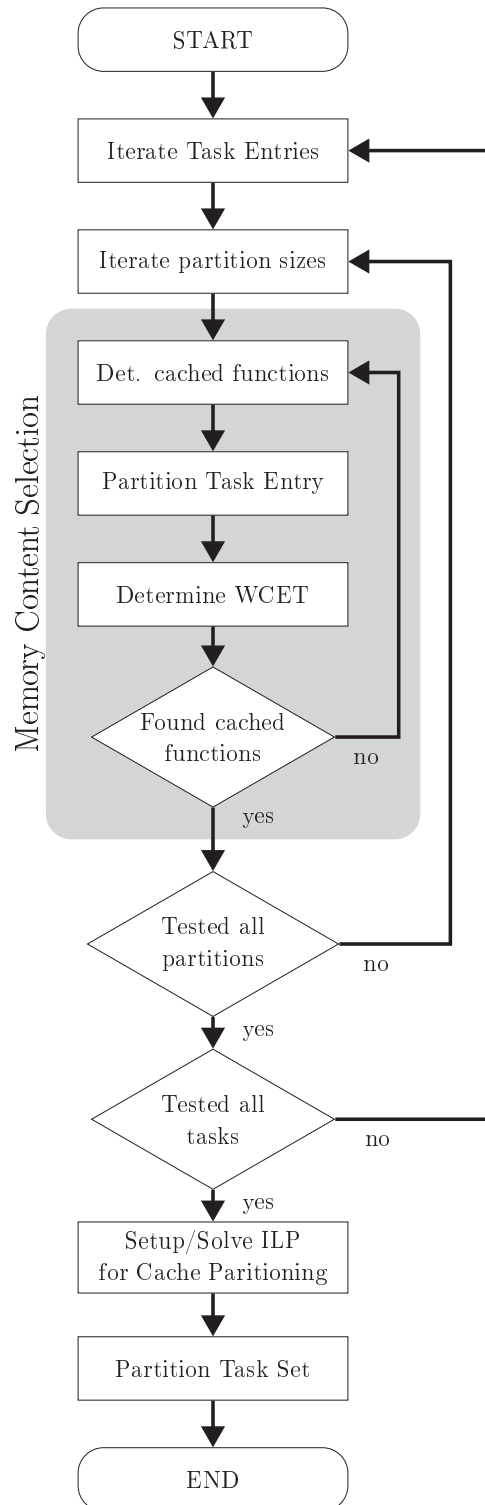 START
Iterate Task Entries
Iterate partition sizes
Memory Content Selection
Det. cached functions
Partition Task Entry
Determine WCET
Found cached
functions
no
yes
Tested all
partitions
no
yes
Tested all
tasks
no
yes
Setup/Solve ILP
for Cache Paritioning
Partition Task Set
END